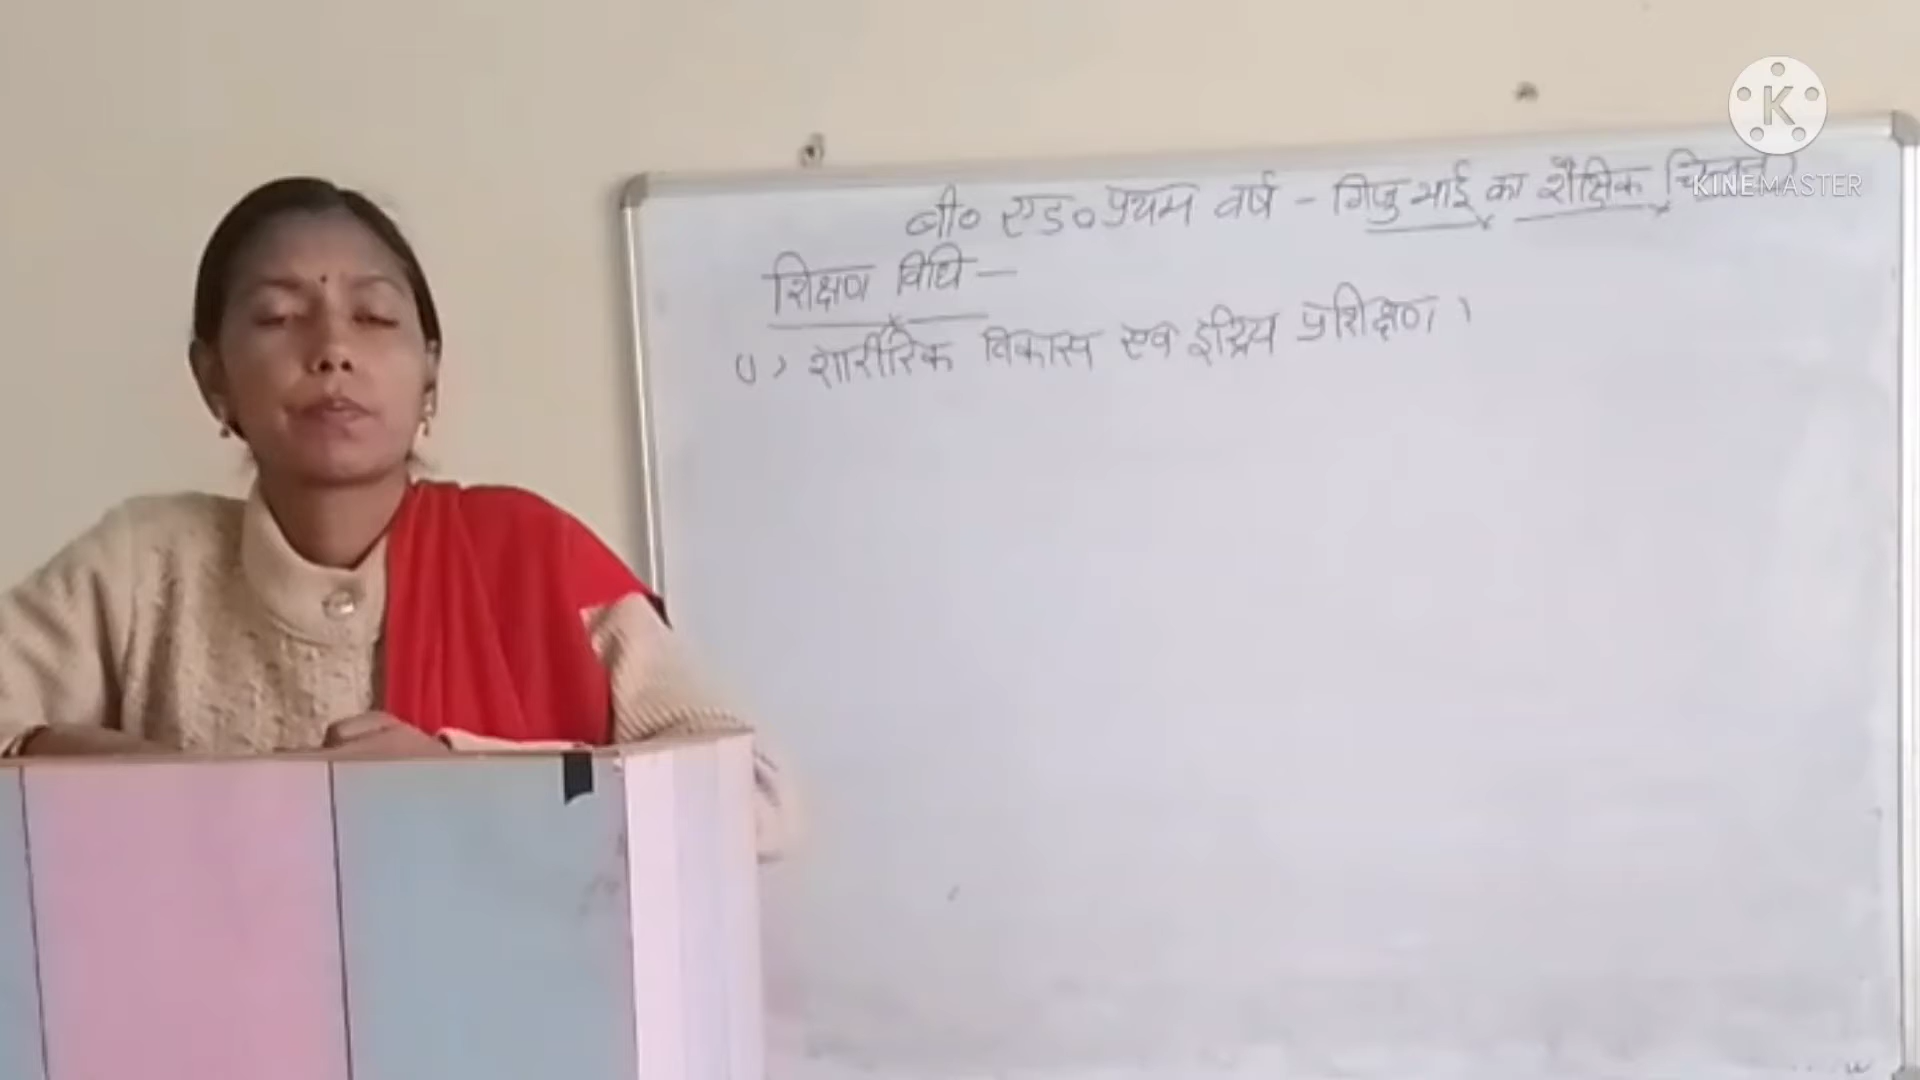 बी० एड० प्रथम वर्ष - गिजु भाई का शैक्षिक चिन्तन
शिक्षण विधि -
(1) शारीरिक विकास एवं इन्द्रिय प्रशिक्षण।
K
KINEMASTER